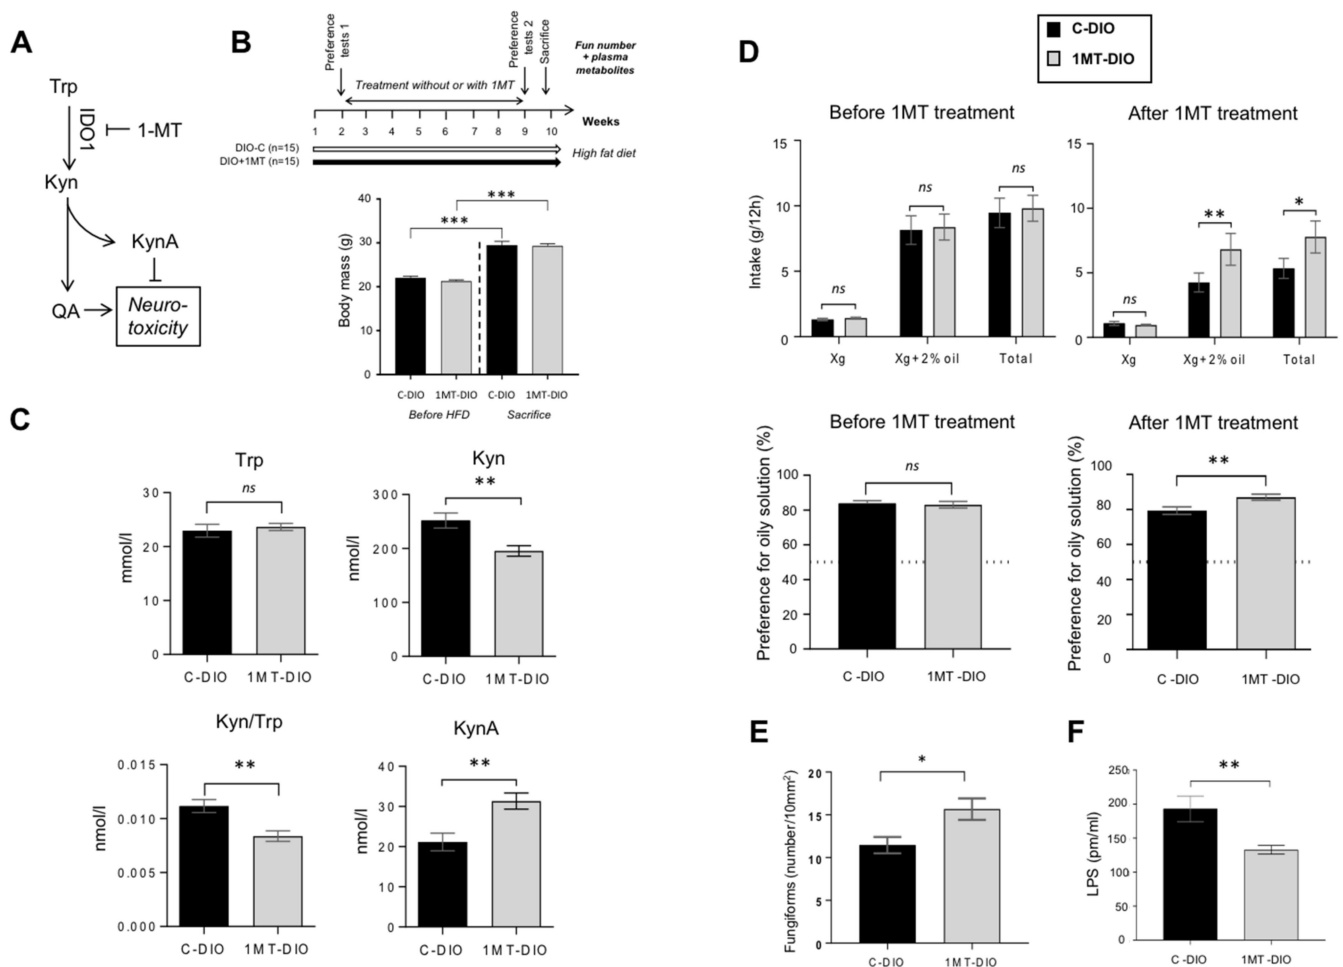 A
Trp
IDO1
1-MT
Kyn
KynA
QA
Neuro-
toxicity
B
Preference
tests 1
Preference
tests 2
Sacrifice
Fun number
+ plasma
metabolites
Treatment without or with 1MT
1 2 3 4 5 6 7 8 9 10
Weeks
DIO-C (n=15)
DIO+1MT (n=15)
High fat diet
Body mass (g)
40
30
20
10
0
***
***
C-DIO 1MT-DIO C-DIO 1MT-DIO
Before HFD Sacrifice
C
Trp
mmol/l
30
20
10
0
ns
C-DIO 1MT-DIO
Kyn
nmol/l
300
200
100
0
**
C-DIO 1MT-DIO
Kyn/Trp
nmol/l
0.015
0.010
0.005
0.000
**
C-DIO 1MT-DIO
KynA
nmol/l
40
30
20
10
0
**
C-DIO 1MT-DIO
D
C-DIO
1MT-DIO
Before 1MT treatment
Intake (g/12h)
15
10
5
0
ns
ns
ns
Xg Xg+2% oil Total
After 1MT treatment
15
10
5
0
ns
**
*
Xg Xg+2% oil Total
Before 1MT treatment
Preference for oily solution (%)
100
80
60
40
20
0
ns
C-DIO 1MT-DIO
After 1MT treatment
Preference for oily solution (%)
100
80
60
40
20
0
**
C-DIO 1MT-DIO
E
Fungiforms (number/10mm²)
20
15
10
5
0
*
C-DIO 1MT-DIO
F
LPS (pm/ml)
250
200
150
100
50
0
**
C-DIO 1MT-DIO